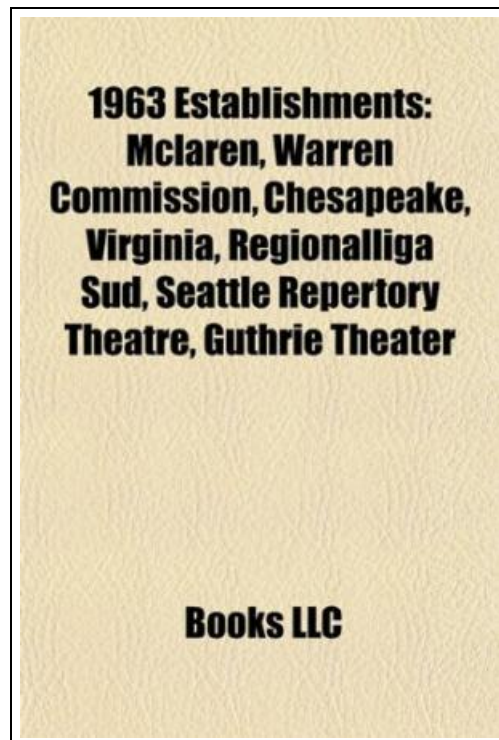 1963 Establishments:
Mclaren, Warren
Commission, Chesapeake,
Virginia, Regionalliga
Sud, Seattle Repertory
Theatre, Guthrie Theater
Books LLC